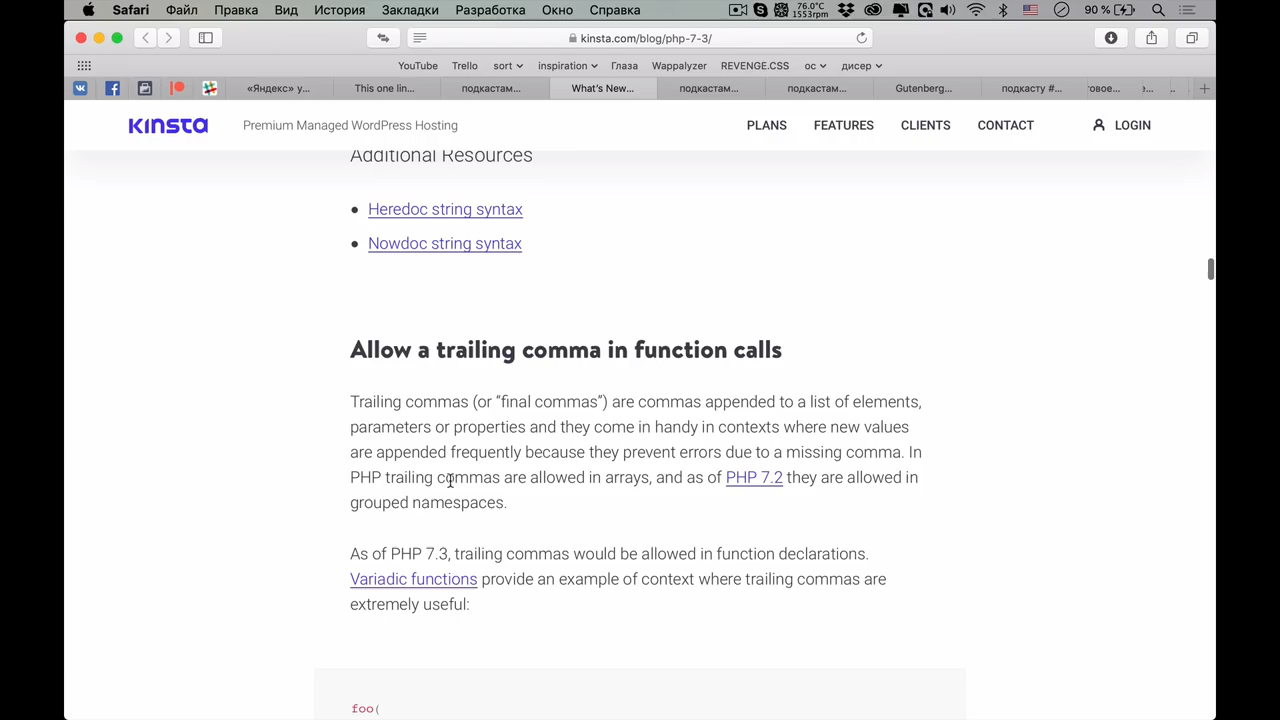 Safari Файл Правка Вид История Закладки Разработка Окно Справка 76.0°C 1553rpm 90 %
kinsta.com/blog/php-7-3/
YouTube Trello sort inspiration Глаза Wappalyzer REVENGE.CSS ос дисер
«Яндекс» у... This one lin... подкастам... What's New... подкастам... подкастам... Gutenberg... подкасту #... товое...
KINSTA Premium Managed WordPress Hosting PLANS FEATURES CLIENTS CONTACT LOGIN
Additional Resources
Heredoc string syntax
Nowdoc string syntax
Allow a trailing comma in function calls
Trailing commas (or “final commas”) are commas appended to a list of elements,
parameters or properties and they come in handy in contexts where new values
are appended frequently because they prevent errors due to a missing comma. In
PHP trailing commas are allowed in arrays, and as of PHP 7.2 they are allowed in
grouped namespaces.
As of PHP 7.3, trailing commas would be allowed in function declarations.
Variadic functions provide an example of context where trailing commas are
extremely useful:
foo(